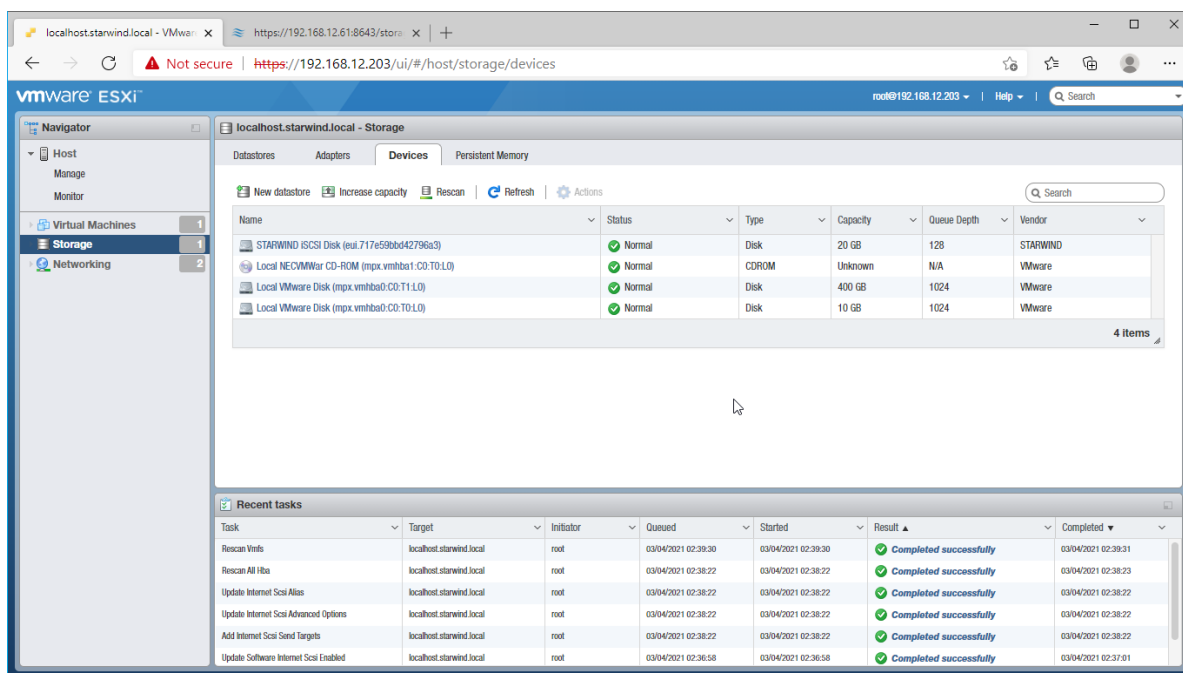 localhost.starwind.local - VMwar
https://192.168.12.61:8643/stora
Not secure https://192.168.12.203/ui/#/host/storage/devices
vmware ESXi™
root@192.168.12.203 | Help | Search
Navigator
Host
Manage
Monitor
Virtual Machines 1
Storage 1
Networking 2
localhost.starwind.local - Storage
Datastores Adapters Devices Persistent Memory
New datastore Increase capacity Rescan | Refresh | Actions Search
Name Status Type Capacity Queue Depth Vendor
STARWIND iSCSI Disk (eui.717e59bbd42796a3) Normal Disk 20 GB 128 STARWIND
Local NECVMWar CD-ROM (mpx.vmhba1:C0:T0:L0) Normal CDROM Unknown N/A VMware
Local VMware Disk (mpx.vmhba0:C0:T1:L0) Normal Disk 400 GB 1024 VMware
Local VMware Disk (mpx.vmhba0:C0:T0:L0) Normal Disk 10 GB 1024 VMware
4 items
Recent tasks
Task Target Initiator Queued Started Result Completed
Rescan Vmfs localhost.starwind.local root 03/04/2021 02:39:30 03/04/2021 02:39:30 Completed successfully 03/04/2021 02:39:31
Rescan All Hba localhost.starwind.local root 03/04/2021 02:38:22 03/04/2021 02:38:22 Completed successfully 03/04/2021 02:38:23
Update Internet Scsi Alias localhost.starwind.local root 03/04/2021 02:38:22 03/04/2021 02:38:22 Completed successfully 03/04/2021 02:38:22
Update Internet Scsi Advanced Options localhost.starwind.local root 03/04/2021 02:38:22 03/04/2021 02:38:22 Completed successfully 03/04/2021 02:38:22
Add Internet Scsi Send Targets localhost.starwind.local root 03/04/2021 02:38:22 03/04/2021 02:38:22 Completed successfully 03/04/2021 02:38:22
Update Software Internet Scsi Enabled localhost.starwind.local root 03/04/2021 02:36:58 03/04/2021 02:36:58 Completed successfully 03/04/2021 02:37:01